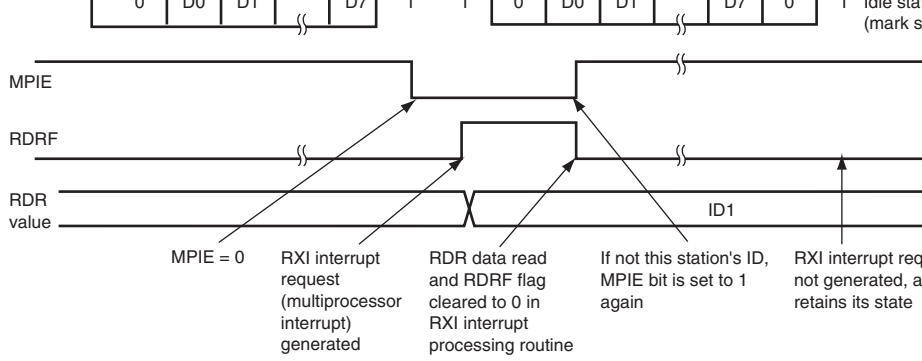 0 D0 D1 D7 1 1 0 D0 D1 D7 0 1
(mark s
MPIE
RDRF
RDR
value
ID1
MPIE = 0
RXI interrupt
request
(multiprocessor
interrupt)
generated
RDR data read
and RDRF flag
cleared to 0 in
RXI interrupt
processing routine
If not this station's ID,
MPIE bit is set to 1
again
RXI interrupt req
not generated, a
retains its state